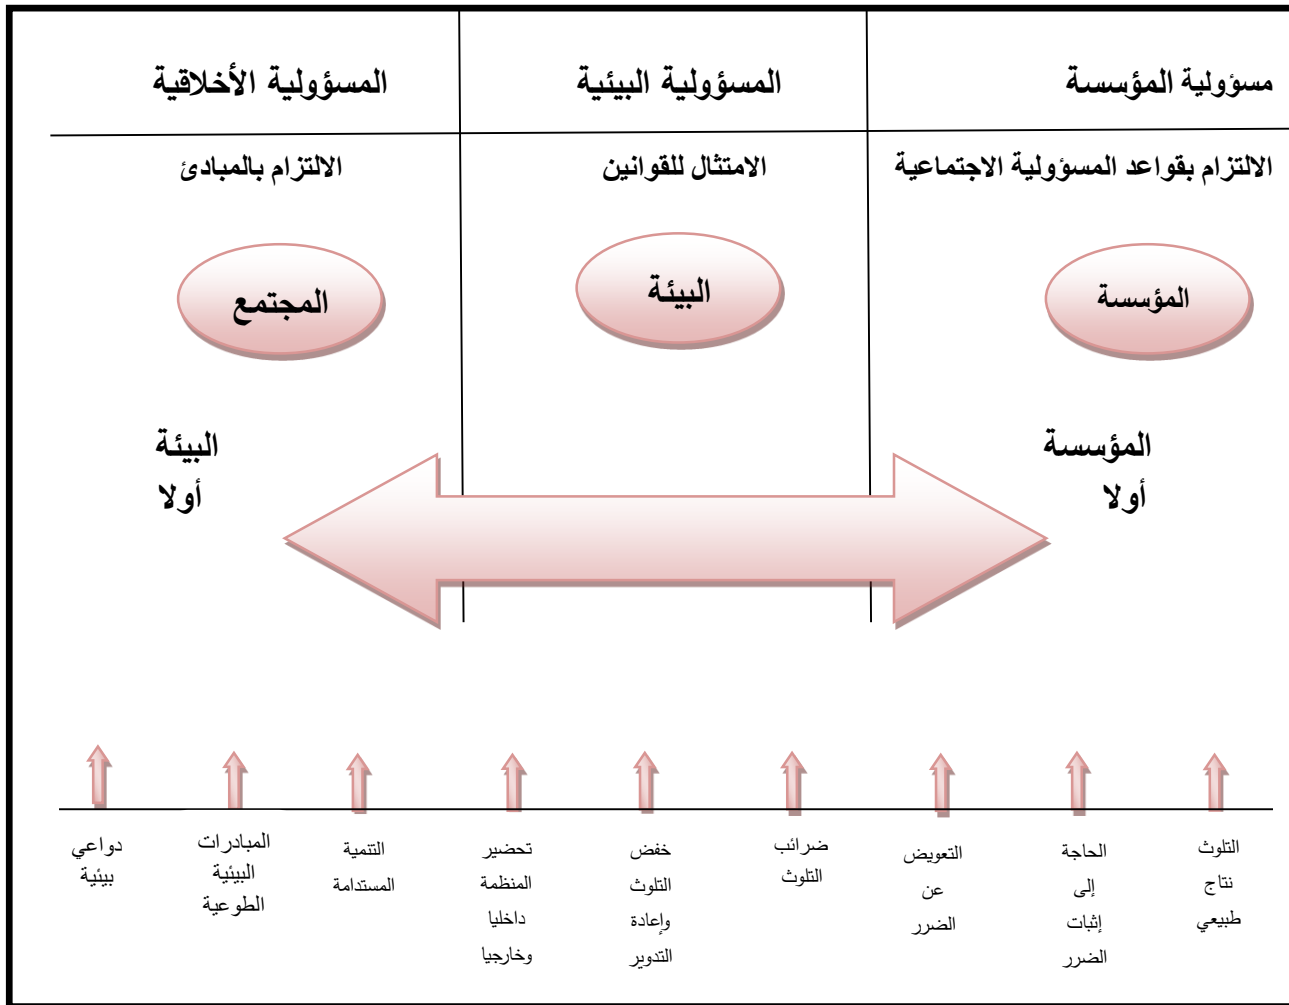 مسؤولية المؤسسة
المسؤولية البيئية
المسؤولية الأخلاقية
الالتزام بقواعد المسؤولية الاجتماعية
الامتثال للقوانين
الالتزام بالمبادئ
المؤسسة
البيئة
المجتمع
المؤسسة
أولا
البيئة
أولا
التلوث
نتاج
طبيعي
الحاجة
إلى
إثبات
الضرر
التعويض
عن
الضرر
ضرائب
التلوث
خفض
التلوث
وإعادة
التدوير
تحضير
المنظمة
داخليا
وخارجيا
التنمية
المستدامة
المبادرات
البيئية
الطوعية
دواعي
بيئية